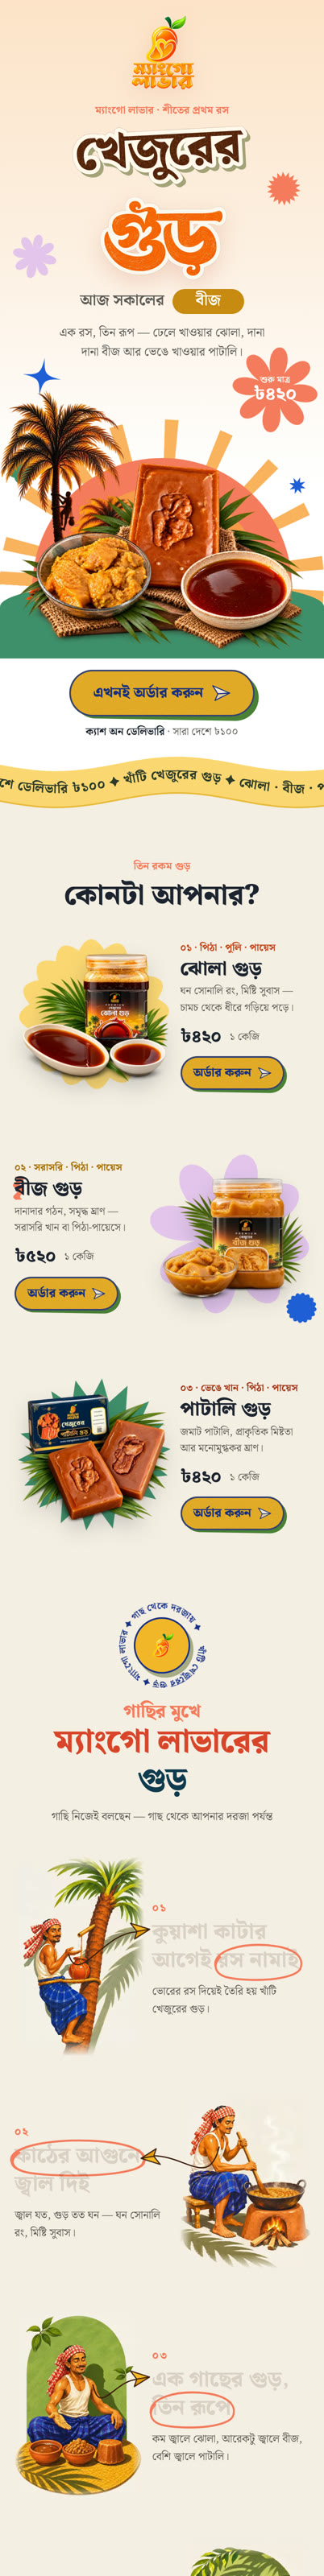 ম্যাংগো
লাভার
ম্যাংগো লাভার · শীতের প্রথম রস
খেজুরের
গুড়
আজ সকালের বীজ
এক রস, তিন রূপ — ঢেলে খাওয়ার ঝোলা, দানা
দানা বীজ আর ভেঙে খাওয়ার পাটালি।
শুরু মাত্র
৳৪২০
এখনই অর্ডার করুন
ক্যাশ অন ডেলিভারি · সারা দেশে ৳১০০
শে ডেলিভারি ৳১০০ ✦ খাঁটি খেজুরের গুড় ✦ ঝোলা · বীজ · প
তিন রকম গুড়
কোনটা আপনার?
০১ · পিঠা · পুলি · পায়েস
ঝোলা গুড়
ঘন সোনালি রং, মিষ্টি সুবাস —
চামচ থেকে ধীরে গড়িয়ে পড়ে।
৳৪২০ ১ কেজি
অর্ডার করুন
PREMIUM
খেজুরের
ঝোলা গুড়
০২ · সরাসরি · পিঠা · পায়েস
বীজ গুড়
দানাদার গঠন, সমৃদ্ধ ঘ্রাণ —
সরাসরি খান বা পিঠা-পায়েসে।
৳৫২০ ১ কেজি
অর্ডার করুন
PREMIUM
খেজুরের
বীজ গুড়
০৩ · ভেঙে খান · পিঠা · পায়েস
পাটালি গুড়
জমাট পাটালি, প্রাকৃতিক মিষ্টতা
আর মনোমুগ্ধকর ঘ্রাণ।
৳৪২০ ১ কেজি
অর্ডার করুন
খেজুরের
পাটালি গুড়
গাছ থেকে দরজায় ✦ খাঁটি খেজুরের গুড় ✦ ম্যাংগো লাভার ✦
গাছির মুখে
ম্যাংগো লাভারের
গুড়
গাছি নিজেই বলছেন — গাছ থেকে আপনার দরজা পর্যন্ত
০১
কুয়াশা কাটার
আগেই রস নামাই
ভোরের রস দিয়েই তৈরি হয় খাঁটি
খেজুরের গুড়।
০২
কাঠের আগুনে
জ্বাল দিই
জ্বাল যত, গুড় তত ঘন — ঘন সোনালি
রং, মিষ্টি সুবাস।
০৩
এক গাছের গুড়,
তিন রূপে
কম জ্বালে ঝোলা, আরেকটু জ্বালে বীজ,
বেশি জ্বালে পাটালি।